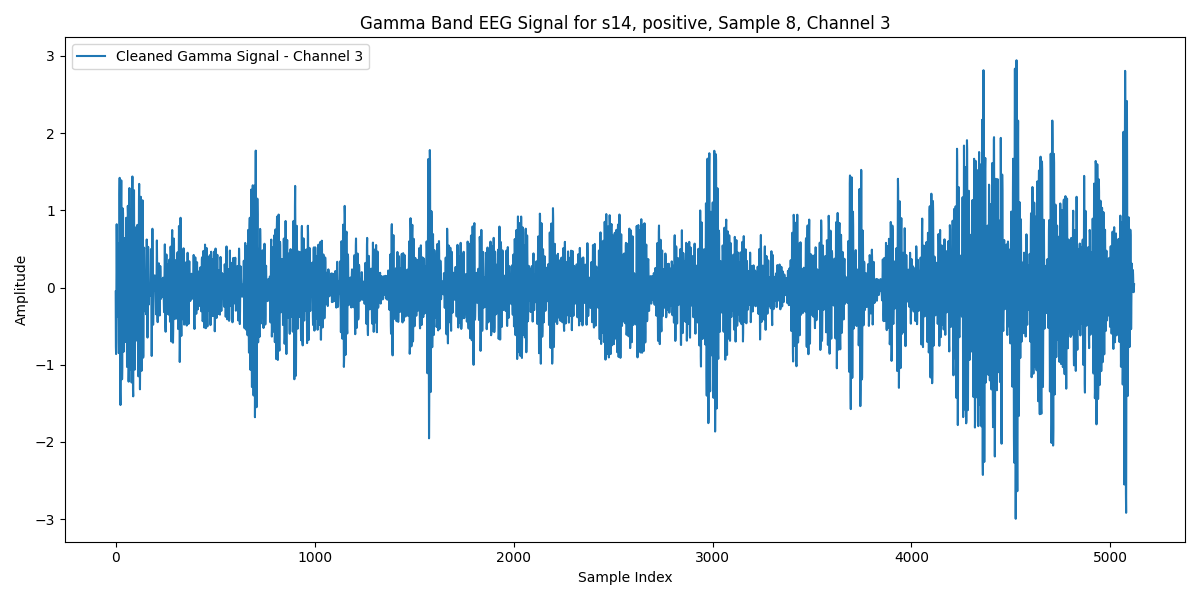 Gamma Band EEG Signal for s14, positive, Sample 8, Channel 3
Cleaned Gamma Signal - Channel 3
Amplitude
3
2
1
0
−1
−2
−3
0 1000 2000 3000 4000 5000
Sample Index